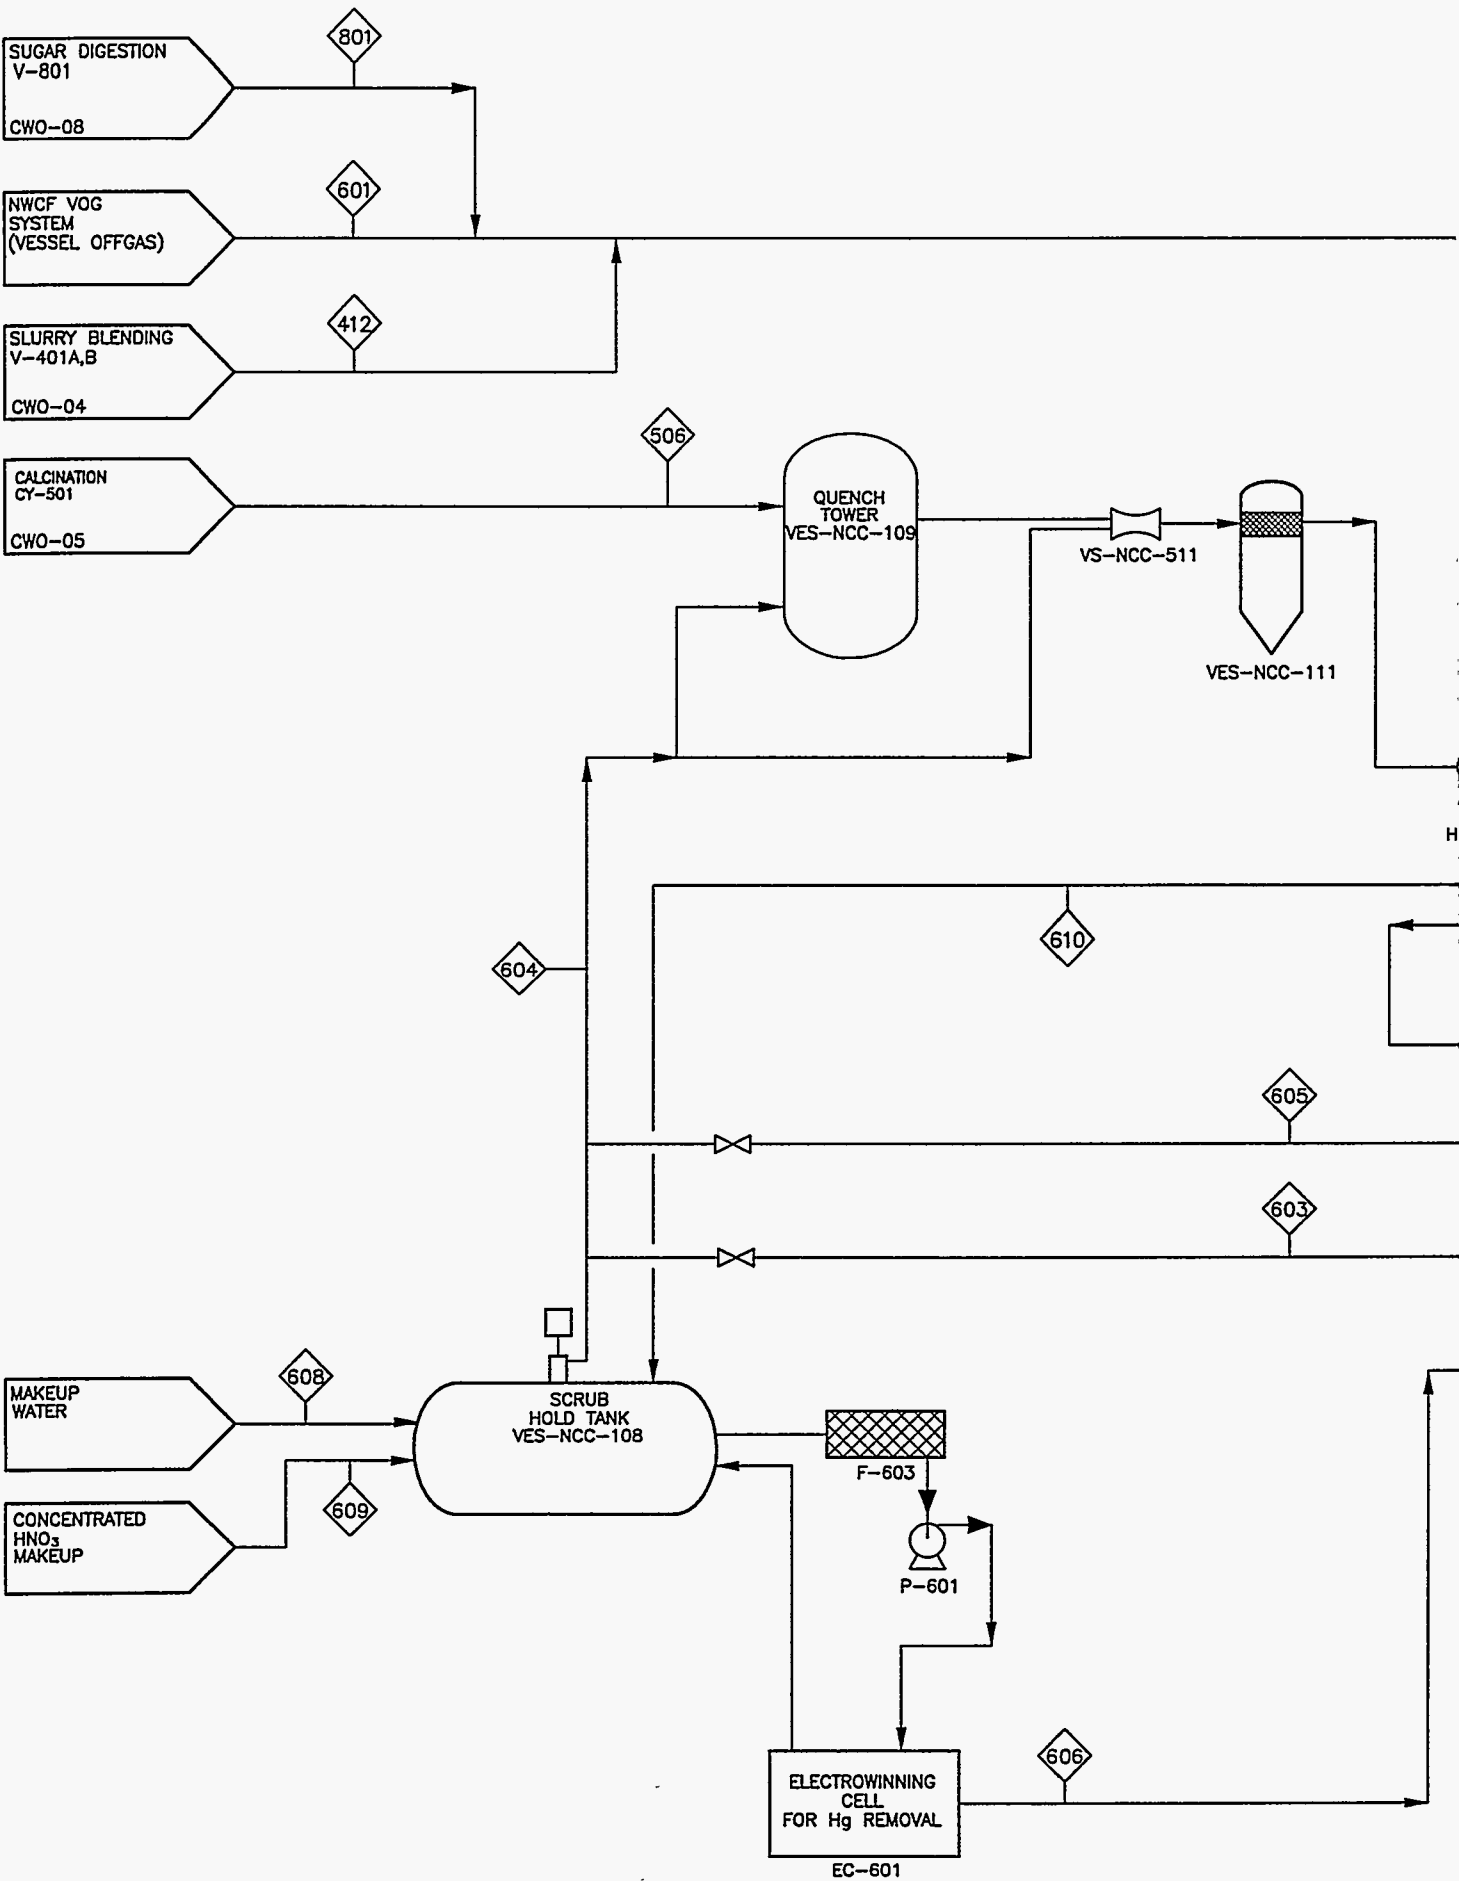 801
SUGAR DIGESTION
V-801
CWO-08
601
NWCF VOG
SYSTEM
(VESSEL OFFGAS)
412
SLURRY BLENDING
V-401A,B
CWO-04
506
CALCINATION
CY-501
CWO-05
QUENCH
TOWER
VES-NCC-109
VS-NCC-511
VES-NCC-111
H
610
604
605
603
608
MAKEUP
WATER
SCRUB
HOLD TANK
VES-NCC-108
F-603
609
CONCENTRATED
HNO₃
MAKEUP
P-601
606
ELECTROWINNING
CELL
FOR Hg REMOVAL
EC-601